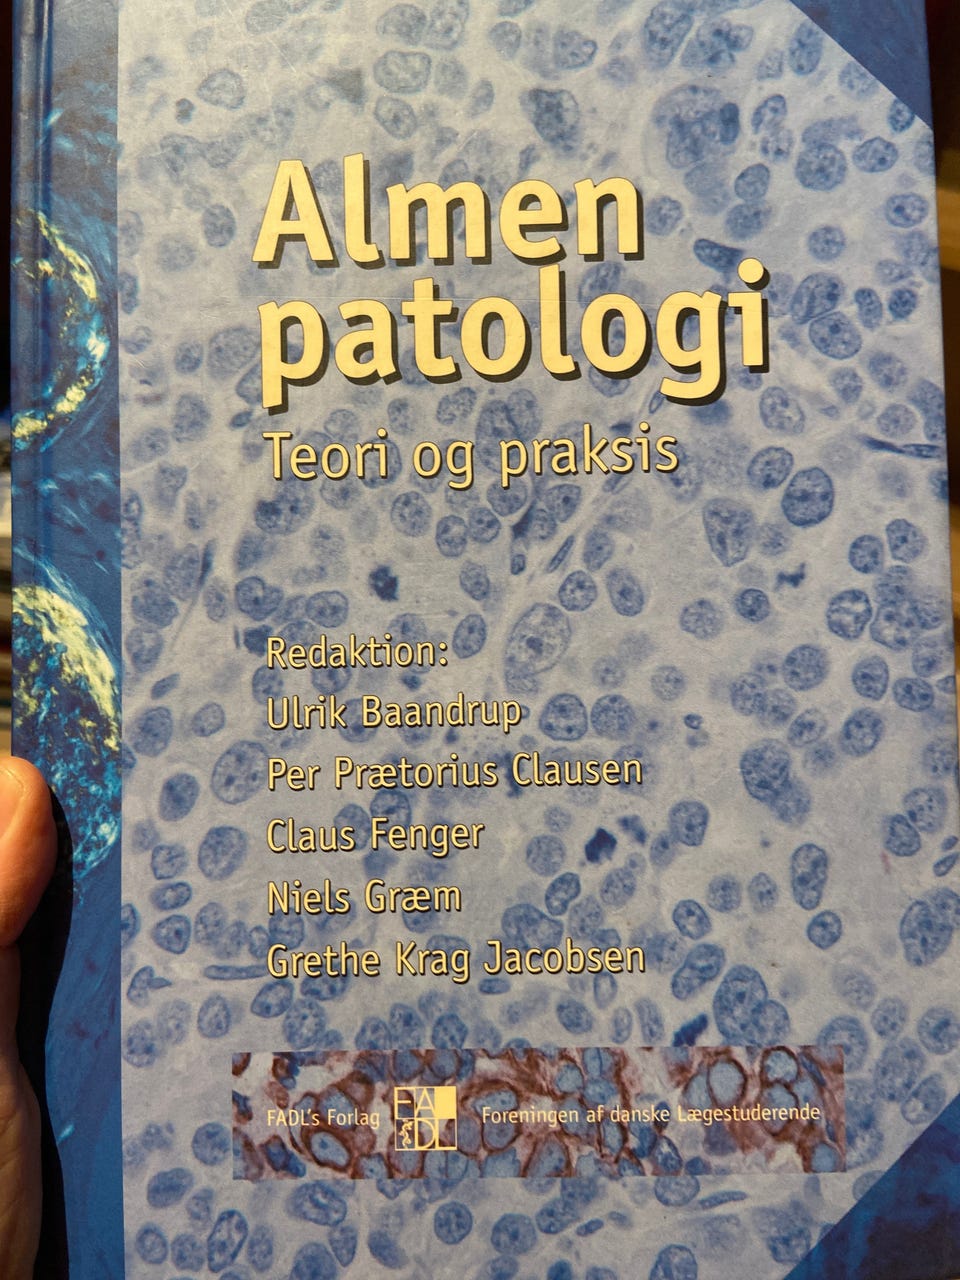 Almen
patologi
Teori og praksis
Redaktion:
Ulrik Baandrup
Per Prætorius Clausen
Claus Fenger
Niels Græm
Grethe Krag Jacobsen
FADL's Forlag FADL Foreningen af danske Lægestuderende